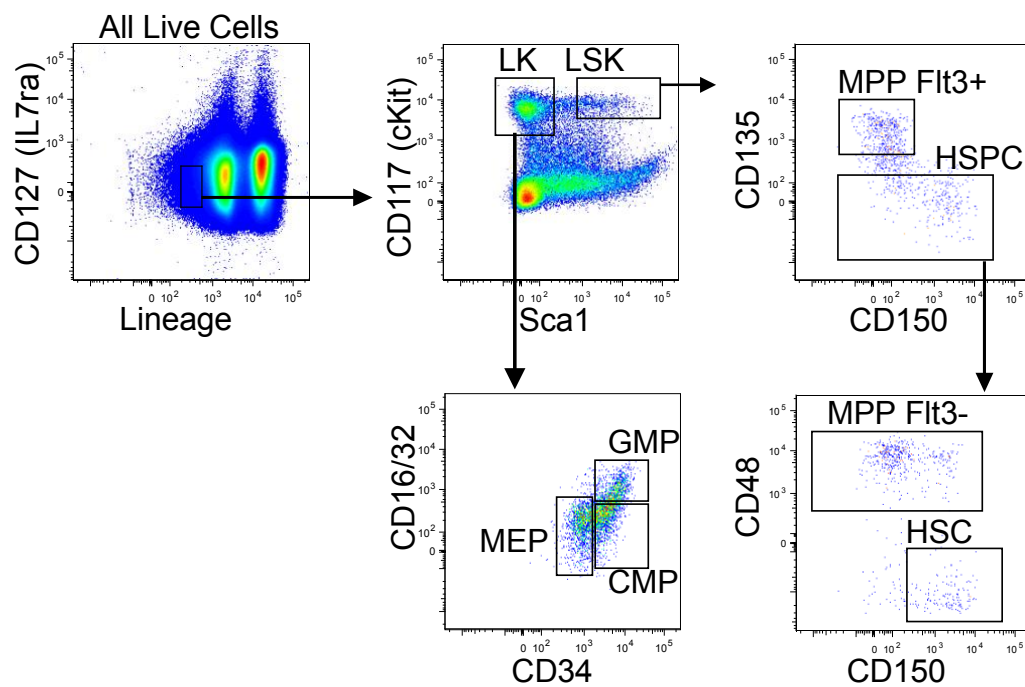 All Live Cells
CD127 (IL7ra)
10^5
10^4
10^3
0
0 10^2 10^3 10^4 10^5
Lineage
LK LSK
CD117 (cKit)
10^5
10^4
10^3
10^2
0
0 10^2 10^3 10^4 10^5
Sca1
MPP Flt3+
HSPC
CD135
10^5
10^4
10^3
10^2
0
0 10^2 10^3 10^4 10^5
CD150
GMP
MEP
CMP
CD16/32
10^5
10^4
10^3
10^2
0
0 10^2 10^3 10^4 10^5
CD34
MPP Flt3-
HSC
CD48
10^5
10^4
10^3
0
0 10^2 10^3 10^4 10^5
CD150